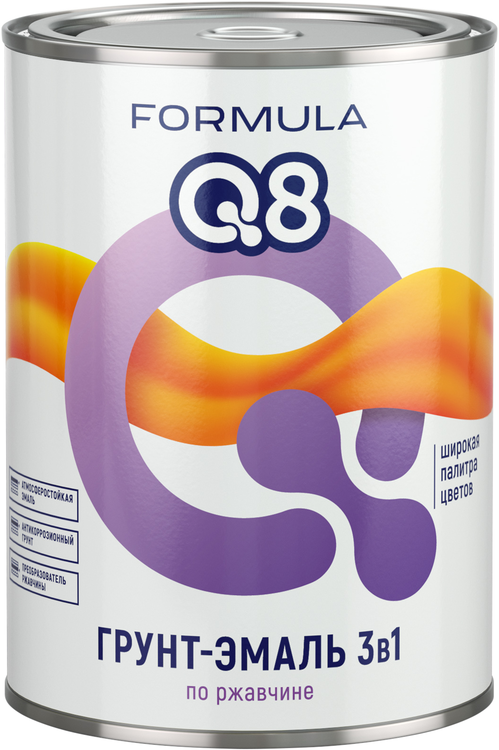 FORMULA
Q8
широкая
палитра
цветов
АТМОСФЕРОСТОЙКАЯ
ЭМАЛЬ
АНТИКОРРОЗИОННЫЙ
ГРУНТ
ПРЕОБРАЗОВАТЕЛЬ
РЖАВЧИНЫ
ГРУНТ-ЭМАЛЬ 3в1
по ржавчине